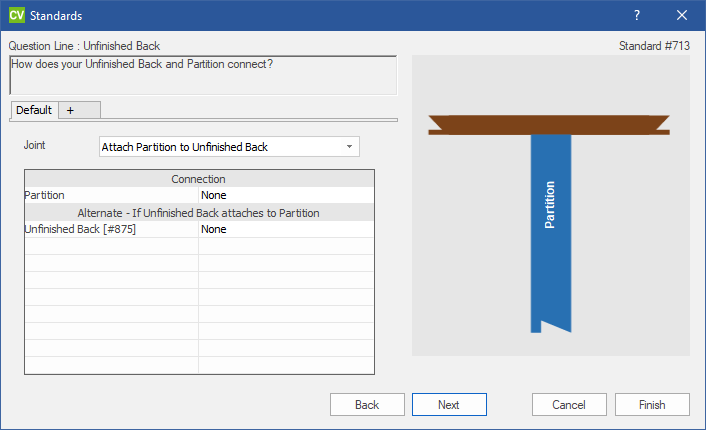 CV Standards ?
Question Line : Unfinished Back
Standard #713
How does your Unfinished Back and Partition connect?
Default +
Joint Attach Partition to Unfinished Back
Connection
Partition None
Alternate - If Unfinished Back attaches to Partition
Unfinished Back [#875] None
Partition
Back Next Cancel Finish